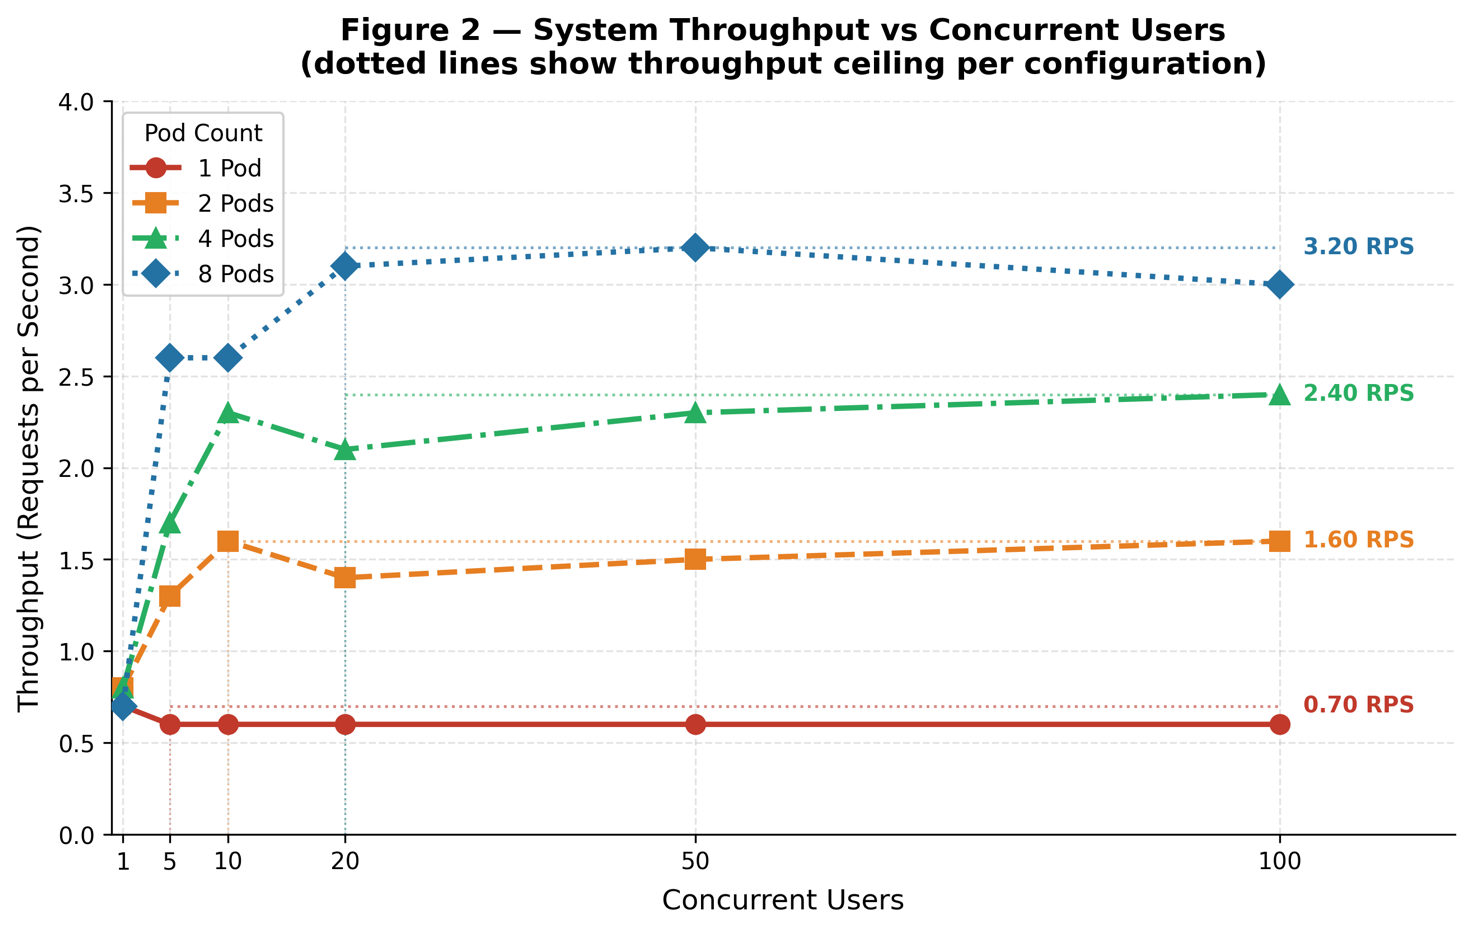 Figure 2 — System Throughput vs Concurrent Users
(dotted lines show throughput ceiling per configuration)
Throughput (Requests per Second)
4.0
3.5
3.0
2.5
2.0
1.5
1.0
0.5
0.0
Pod Count
1 Pod
2 Pods
4 Pods
8 Pods
3.20 RPS
2.40 RPS
1.60 RPS
0.70 RPS
1 5 10 20 50 100
Concurrent Users